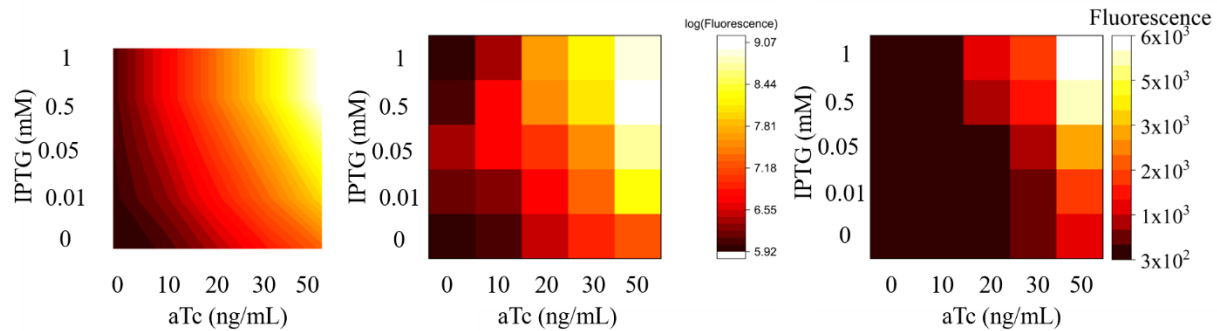 1
0.5
0.05
0.01
0
IPTG (mM)
0 10 20 30 50
aTc (ng/mL)
1
0.5
0.05
0.01
0
IPTG (mM)
0 10 20 30 50
aTc (ng/mL)
log(Fluorescence)
9.07
8.44
7.81
7.18
6.55
5.92
1
0.5
0.05
0.01
0
IPTG (mM)
0 10 20 30 50
aTc (ng/mL)
Fluorescence
6x10³
5x10³
3x10³
2x10³
1x10³
3x10²